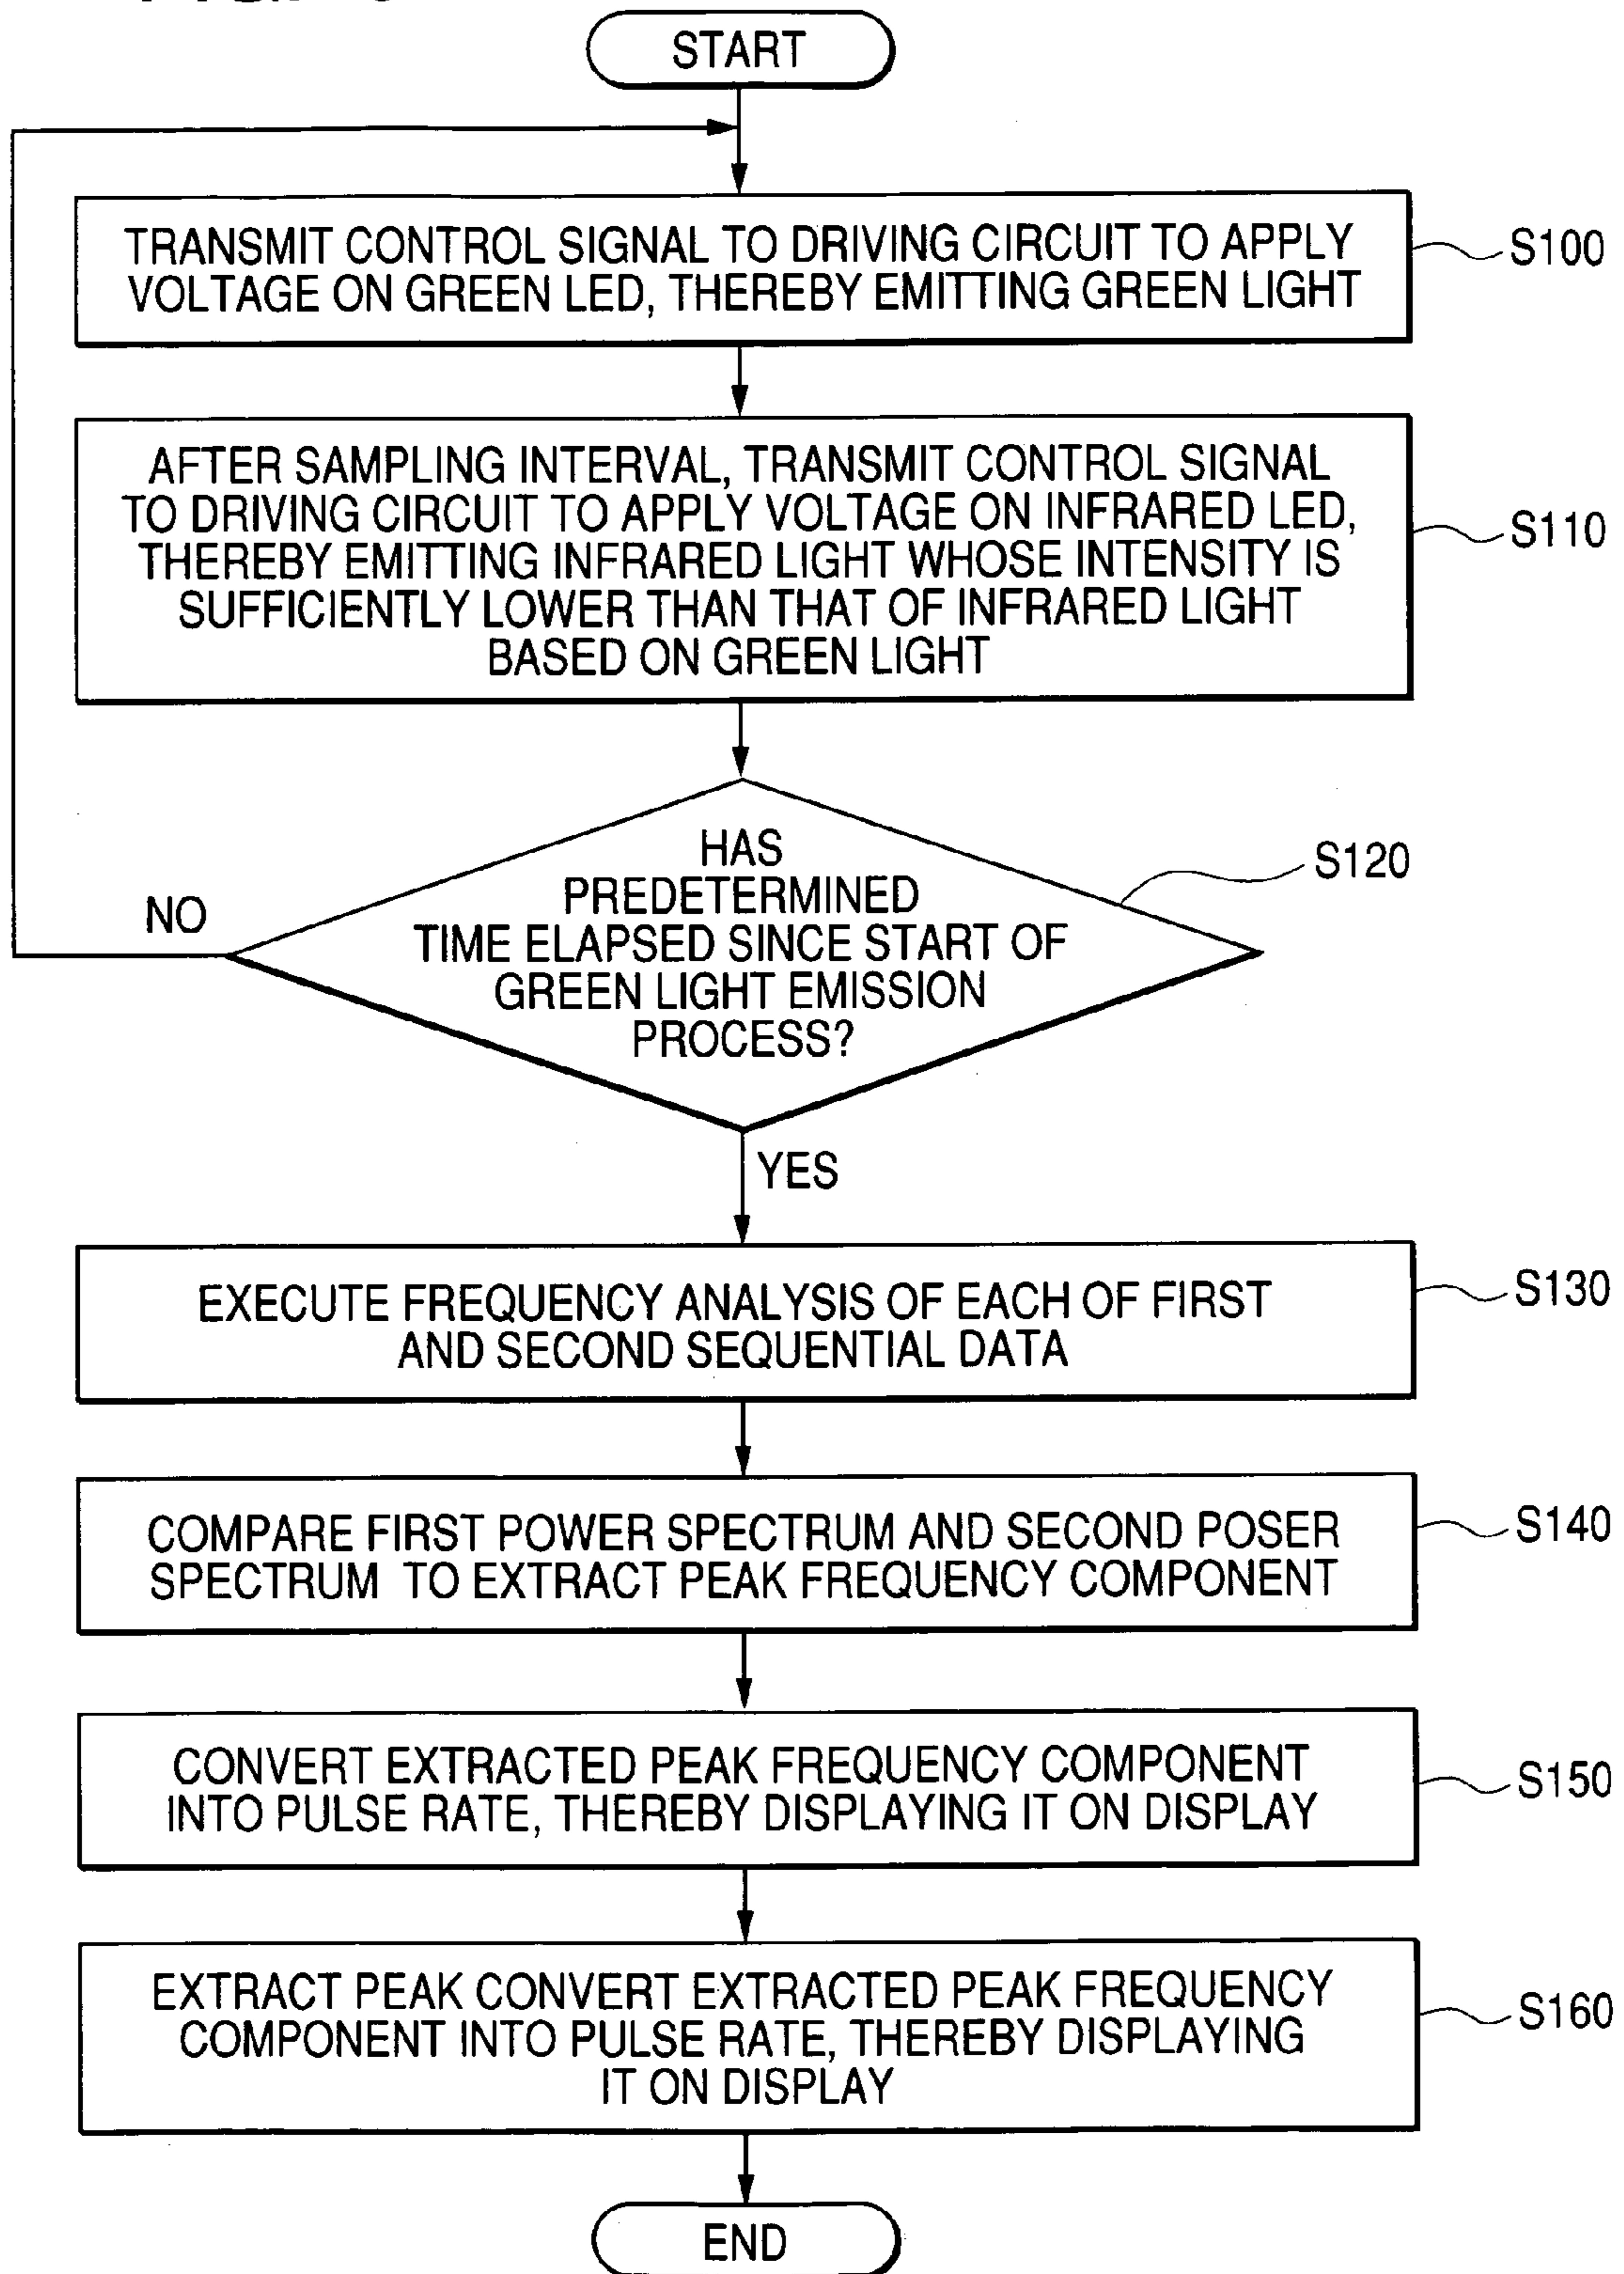 START
TRANSMIT CONTROL SIGNAL TO DRIVING CIRCUIT TO APPLY
VOLTAGE ON GREEN LED, THEREBY EMITTING GREEN LIGHT
S100
AFTER SAMPLING INTERVAL, TRANSMIT CONTROL SIGNAL
TO DRIVING CIRCUIT TO APPLY VOLTAGE ON INFRARED LED,
THEREBY EMITTING INFRARED LIGHT WHOSE INTENSITY IS
SUFFICIENTLY LOWER THAN THAT OF INFRARED LIGHT
BASED ON GREEN LIGHT
S110
HAS
PREDETERMINED
TIME ELAPSED SINCE START OF
GREEN LIGHT EMISSION
PROCESS?
S120
NO
YES
EXECUTE FREQUENCY ANALYSIS OF EACH OF FIRST
AND SECOND SEQUENTIAL DATA
S130
COMPARE FIRST POWER SPECTRUM AND SECOND POSER
SPECTRUM TO EXTRACT PEAK FREQUENCY COMPONENT
S140
CONVERT EXTRACTED PEAK FREQUENCY COMPONENT
INTO PULSE RATE, THEREBY DISPLAYING IT ON DISPLAY
S150
EXTRACT PEAK CONVERT EXTRACTED PEAK FREQUENCY
COMPONENT INTO PULSE RATE, THEREBY DISPLAYING
IT ON DISPLAY
S160
END